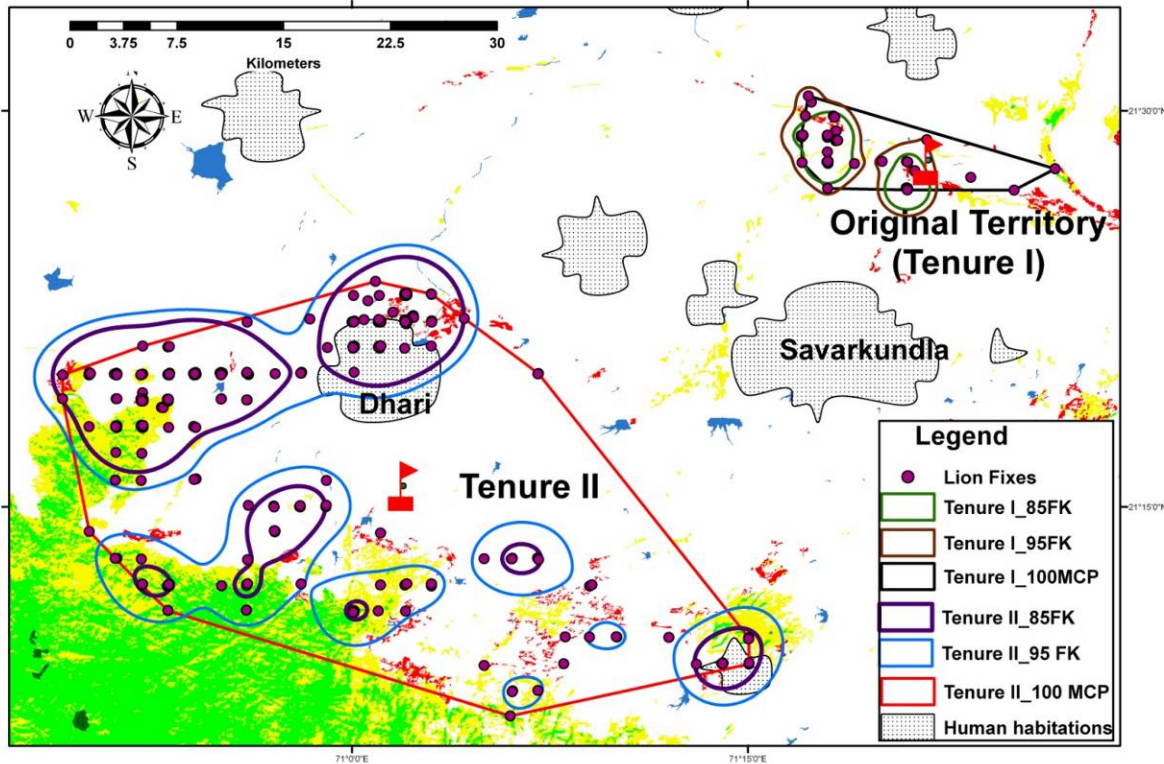 0 3.75 7.5 15 22.5 30
Kilometers
N
W E
S
21°30'0"N
Original Territory
(Tenure I)
Savarkundla
Dhari
Tenure II
Legend
Lion Fixes
Tenure I_85FK
Tenure I_95FK
Tenure I_100MCP
Tenure II_85FK
Tenure II_95 FK
Tenure II_100 MCP
Human habitations
21°15'0"N
71°0'0"E 71°15'0"E